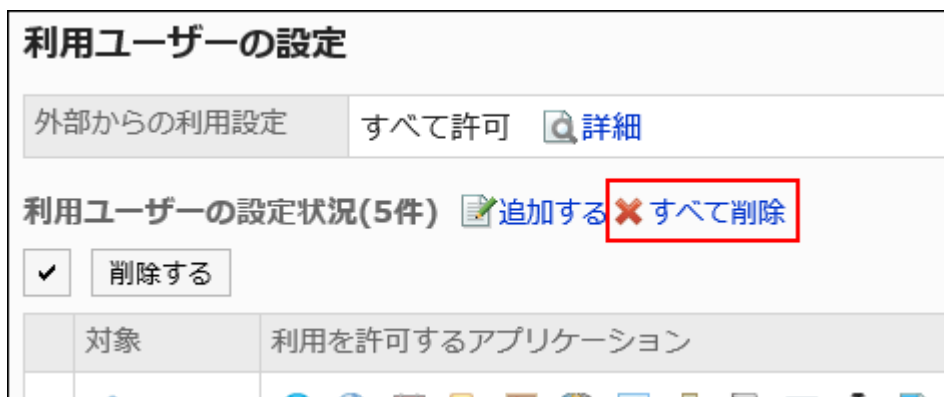 利用ユーザーの設定
外部からの利用設定 すべて許可 詳細
利用ユーザーの設定状況(5件) 追加する すべて削除
削除する
対象 利用を許可するアプリケーション